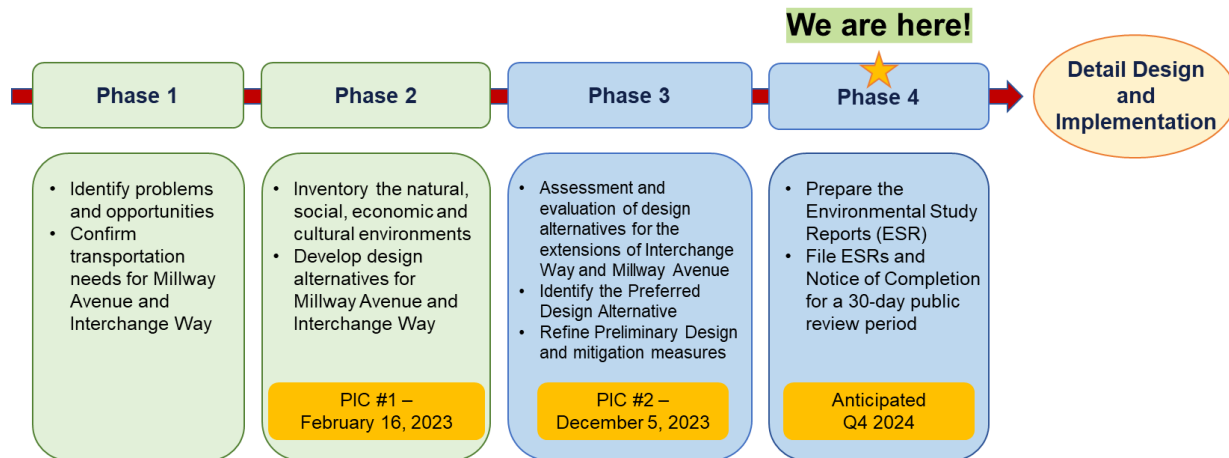 We are here!
Phase 1
Phase 2
Phase 3
Phase 4
Detail Design
and
Implementation
• Identify problems
and opportunities
• Confirm
transportation
needs for Millway
Avenue and
Interchange Way
• Inventory the natural,
social, economic and
cultural environments
• Develop design
alternatives for
Millway Avenue and
Interchange Way
PIC #1 –
February 16, 2023
• Assessment and
evaluation of design
alternatives for the
extensions of Interchange
Way and Millway Avenue
• Identify the Preferred
Design Alternative
• Refine Preliminary Design
and mitigation measures
PIC #2 –
December 5, 2023
• Prepare the
Environmental Study
Reports (ESR)
• File ESRs and
Notice of Completion
for a 30-day public
review period
Anticipated
Q4 2024